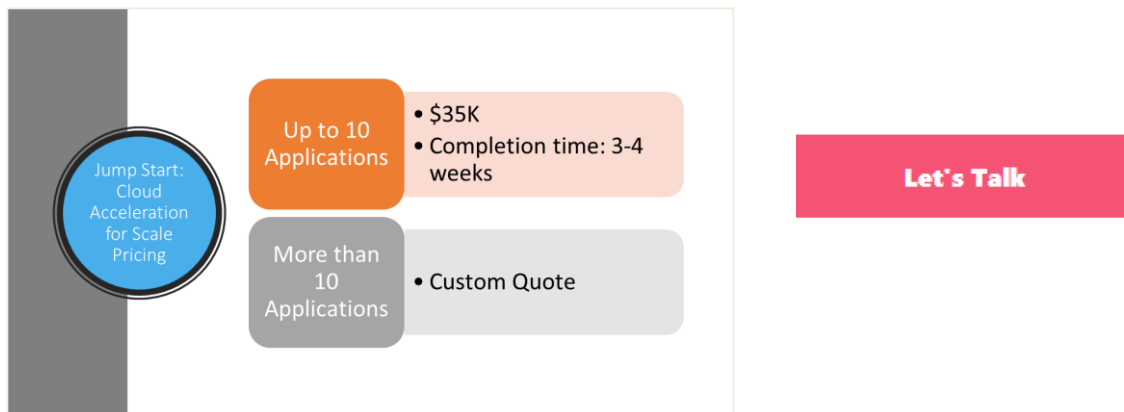 Jump Start:
Cloud
Acceleration
for Scale
Pricing
Up to 10
Applications
• $35K
• Completion time: 3-4
weeks
More than
10
Applications
• Custom Quote
Let's Talk